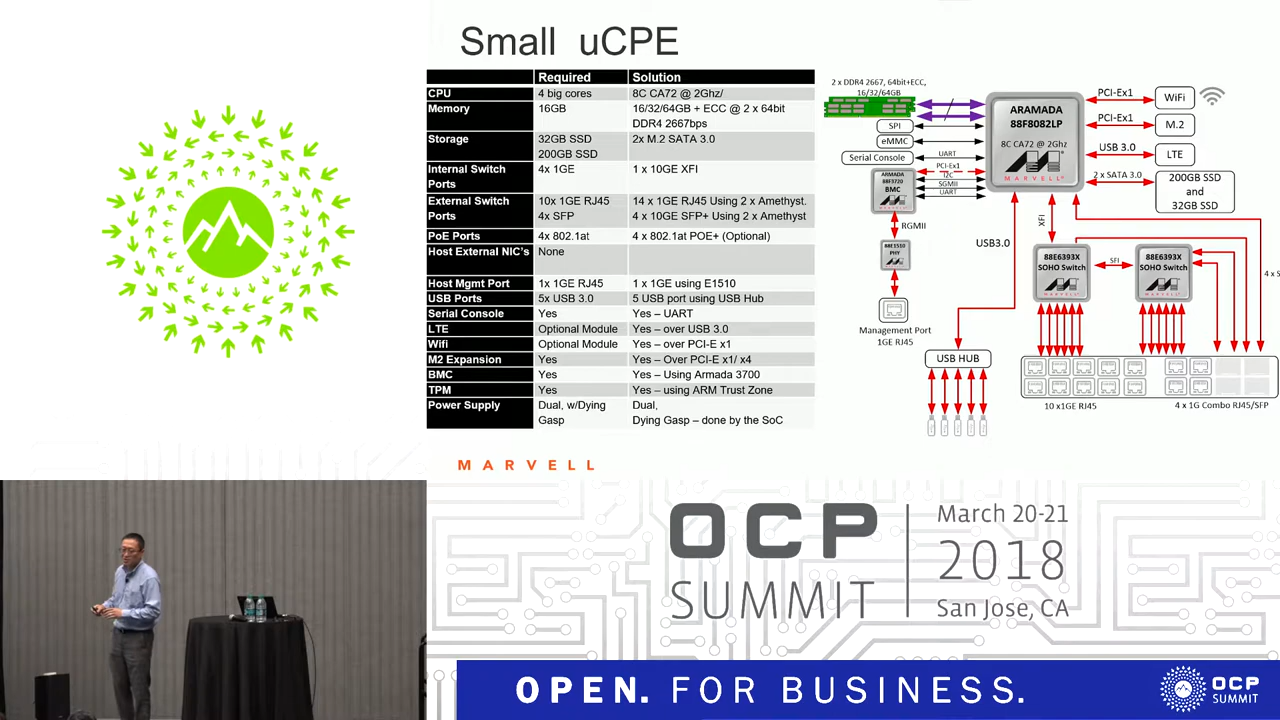 Small uCPE
Required Solution
CPU 4 big cores 8C CA72 @ 2Ghz/
Memory 16GB 16/32/64GB + ECC @ 2 x 64bit
DDR4 2667bps
Storage 32GB SSD 2x M.2 SATA 3.0
200GB SSD
Internal Switch 4x 1GE 1 x 10GE XFI
Ports
External Switch 10x 1GE RJ45 14 x 1GE RJ45 Using 2 x Amethyst.
Ports 4x SFP 4 x 10GE SFP+ Using 2 x Amethyst
PoE Ports 4x 802.1at 4 x 802.1at POE+ (Optional)
Host External NIC's None
Host Mgmt Port 1x 1GE RJ45 1 x 1GE using E1510
USB Ports 5x USB 3.0 5 USB port using USB Hub
Serial Console Yes Yes – UART
LTE Optional Module Yes – over USB 3.0
Wifi Optional Module Yes – over PCI-E x1
M2 Expansion Yes Yes – Over PCI-E x1/ x4
BMC Yes Yes – Using Armada 3700
TPM Yes Yes – using ARM Trust Zone
Power Supply Dual, w/Dying Dual,
Gasp Dying Gasp – done by the SoC
2 x DDR4 2667, 64bit+ECC,
16/32/64GB
SPI
eMMC
Serial Console
UART
PCI-Ex1
I2C
SGMII
UART
ARAMADA
88F8082LP
8C CA72 @ 2Ghz
MARVELL
PCI-Ex1
WiFi
PCI-Ex1
M.2
USB 3.0
LTE
2 x SATA 3.0
200GB SSD
and
32GB SSD
ARMADA
88F3720
BMC
MARVELL
RGMII
88E1510
PHY
Management Port
1GE RJ45
USB3.0
XFI
88E6393X
SOHO Switch
MARVELL
SFI
88E6393X
SOHO Switch
MARVELL
4 x S
USB HUB
10 x1GE RJ45
4 x 1G Combo RJ45/SFP
MARVELL
OCP
SUMMIT
March 20-21
2018
San Jose, CA
OPEN. FOR BUSINESS.
OCP
SUMMIT